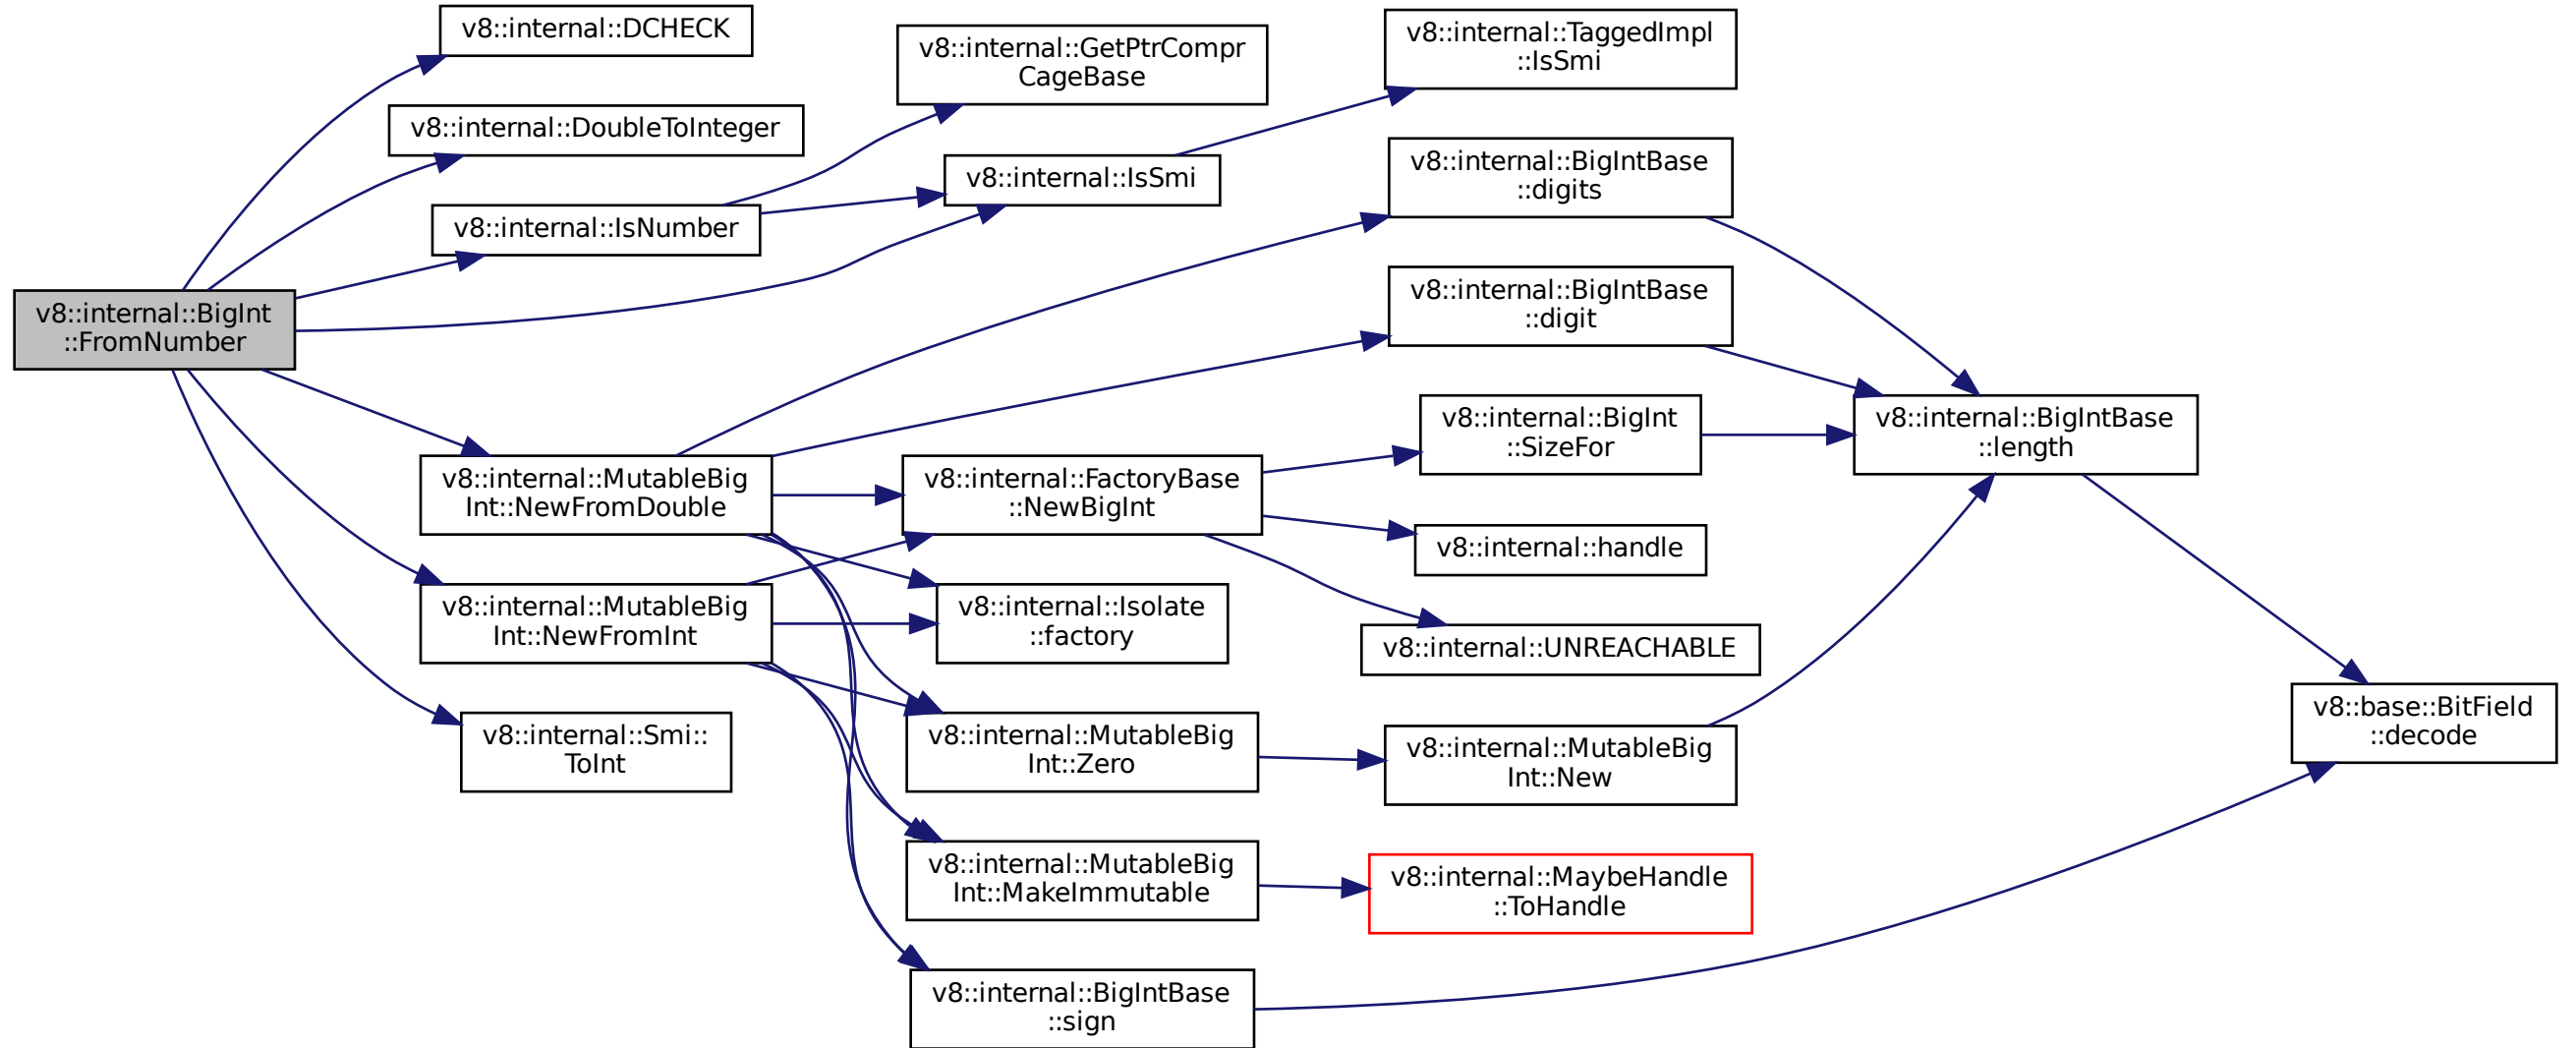 v8::internal::BigInt
::FromNumber
v8::internal::DCHECK
v8::internal::DoubleToInteger
v8::internal::IsNumber
v8::internal::MutableBig
Int::NewFromDouble
v8::internal::MutableBig
Int::NewFromInt
v8::internal::Smi::
ToInt
v8::internal::GetPtrCompr
CageBase
v8::internal::IsSmi
v8::internal::FactoryBase
::NewBigInt
v8::internal::Isolate
::factory
v8::internal::MutableBig
Int::Zero
v8::internal::MutableBig
Int::MakeImmutable
v8::internal::BigIntBase
::sign
v8::internal::TaggedImpl
::IsSmi
v8::internal::BigIntBase
::digits
v8::internal::BigIntBase
::digit
v8::internal::BigInt
::SizeFor
v8::internal::handle
v8::internal::UNREACHABLE
v8::internal::MutableBig
Int::New
v8::internal::MaybeHandle
::ToHandle
v8::internal::BigIntBase
::length
v8::base::BitField
::decode